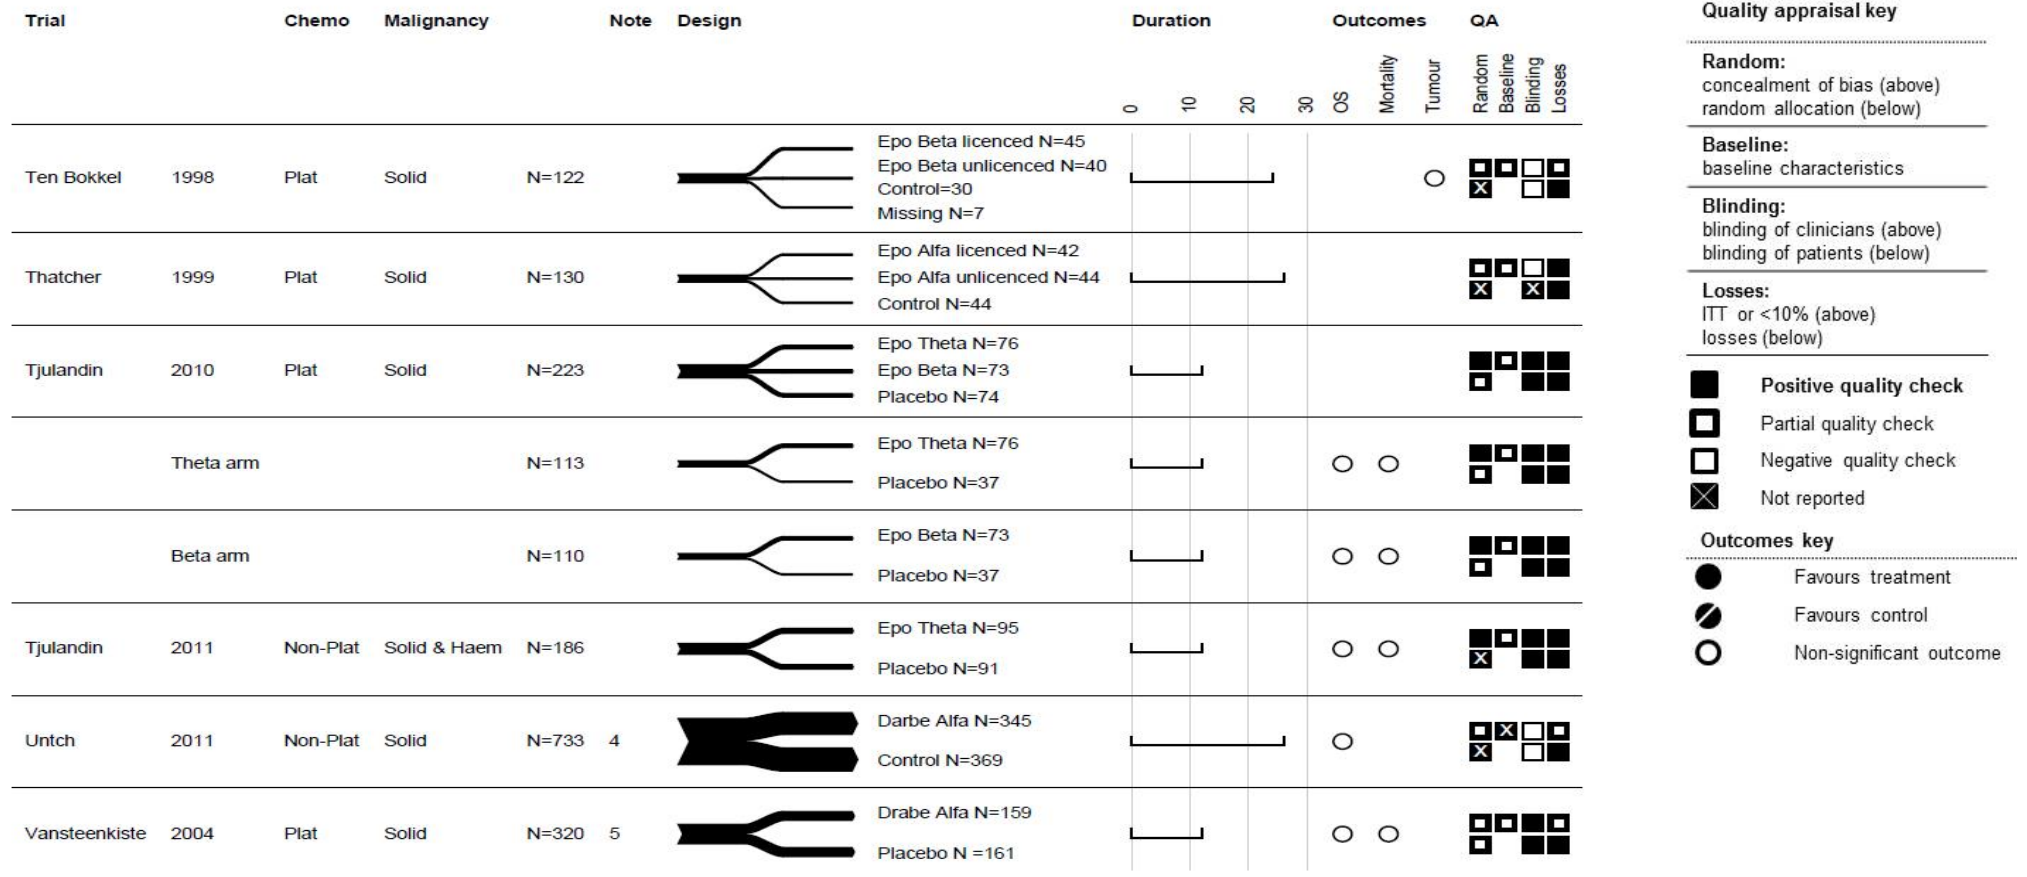 Trial Chemo Malignancy Note Design Duration Outcomes QA
0 10 20 30 OS Mortality Tumour Random Baseline Blinding Losses
Epo Beta licenced N=45
Epo Beta unlicenced N=40
Ten Bokkel 1998 Plat Solid N=122
Control=30
Missing N=7
X
Epo Alfa licenced N=42
Thatcher 1999 Plat Solid N=130 Epo Alfa unlicenced N=44
Control N=44
X X
Epo Theta N=76
Tjulandin 2010 Plat Solid N=223 Epo Beta N=73
Placebo N=74
Epo Theta N=76
Theta arm N=113
Placebo N=37
Epo Beta N=73
Beta arm N=110
Placebo N=37
Epo Theta N=95
Tjulandin 2011 Non-Plat Solid & Haem N=186
Placebo N=91
X
Darbe Alfa N=345
X
Untch 2011 Non-Plat Solid N=733 4
Control N=369
X
Drabe Alfa N=159
Vansteenkiste 2004 Plat Solid N=320 5
Placebo N =161
Quality appraisal key
Random:
concealment of bias (above)
random allocation (below)
Baseline:
baseline characteristics
Blinding:
blinding of clinicians (above)
blinding of patients (below)
Losses:
ITT or <10% (above)
losses (below)
Positive quality check
Partial quality check
Negative quality check
Not reported
Outcomes key
Favours treatment
Favours control
Non-significant outcome